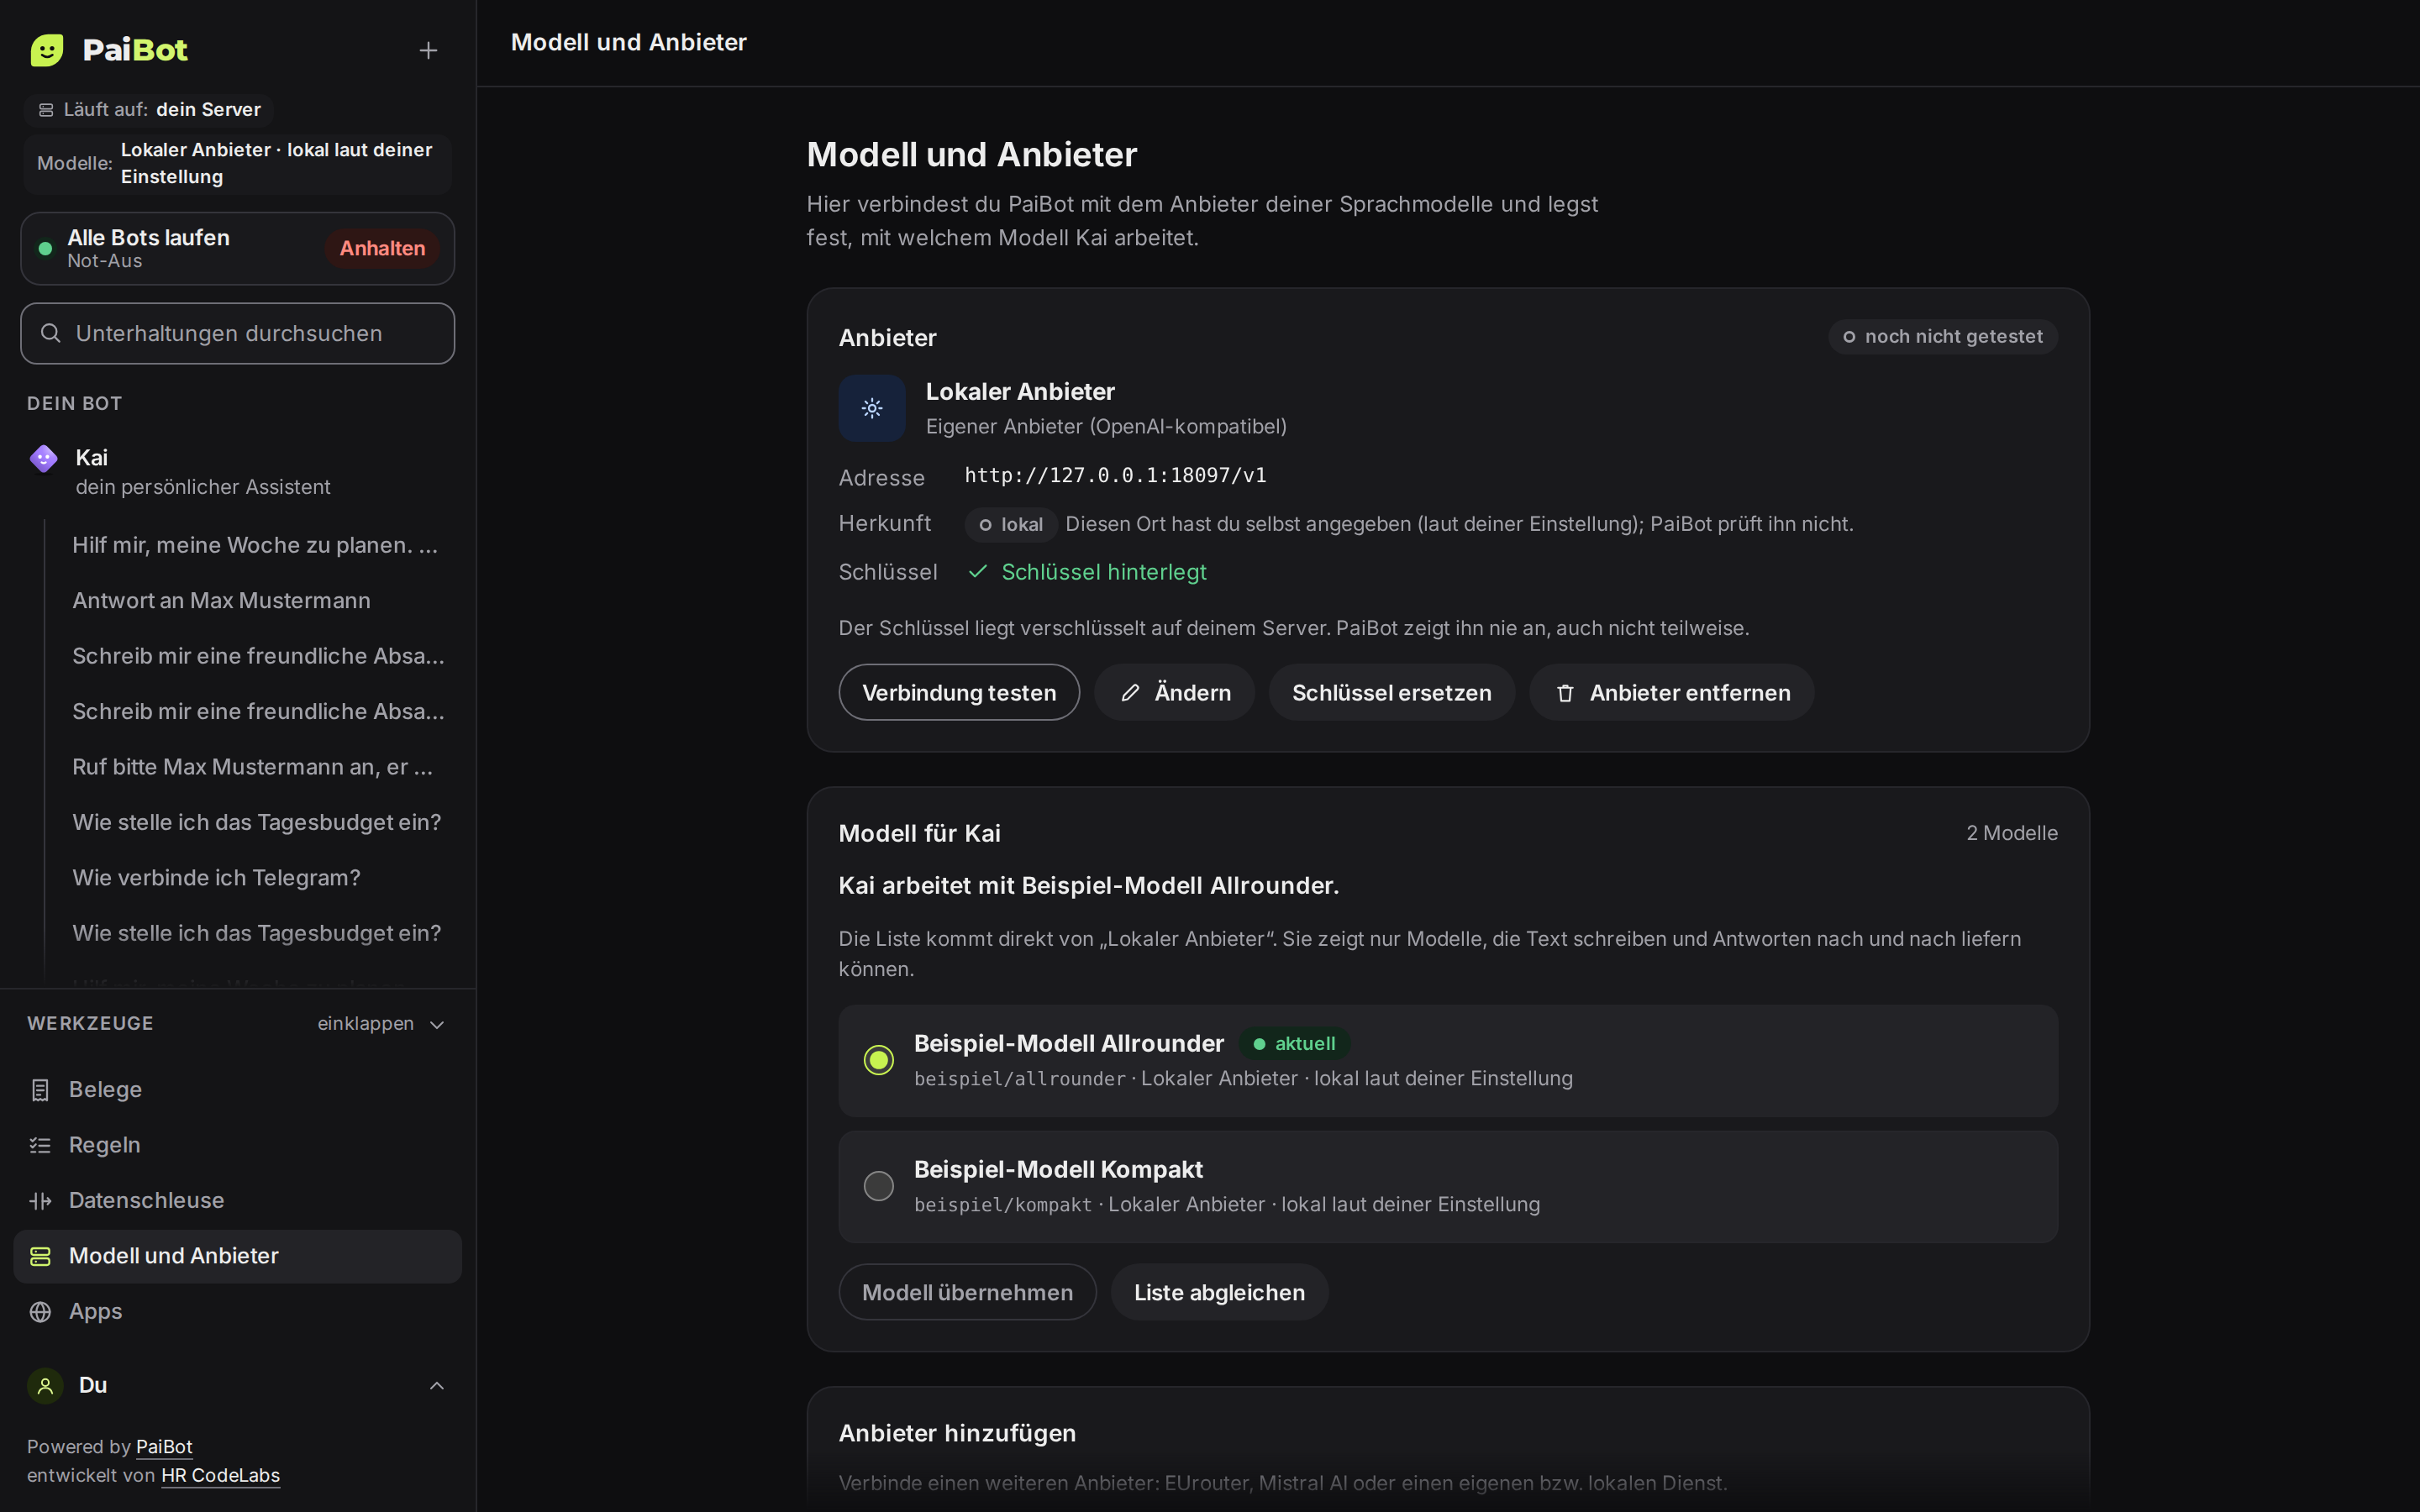 PaiBot
Läuft auf: dein Server
Modelle: Lokaler Anbieter · lokal laut deiner
Einstellung
Alle Bots laufen
Not-Aus
Anhalten
Unterhaltungen durchsuchen
DEIN BOT
Kai
dein persönlicher Assistent
Hilf mir, meine Woche zu planen. ...
Antwort an Max Mustermann
Schreib mir eine freundliche Absa...
Schreib mir eine freundliche Absa...
Ruf bitte Max Mustermann an, er ...
Wie stelle ich das Tagesbudget ein?
Wie verbinde ich Telegram?
Wie stelle ich das Tagesbudget ein?
WERKZEUGE
einklappen
Belege
Regeln
Datenschleuse
Modell und Anbieter
Apps
Du
Powered by PaiBot
entwickelt von HR CodeLabs
Modell und Anbieter
Modell und Anbieter
Hier verbindest du PaiBot mit dem Anbieter deiner Sprachmodelle und legst
fest, mit welchem Modell Kai arbeitet.
Anbieter
noch nicht getestet
Lokaler Anbieter
Eigener Anbieter (OpenAI-kompatibel)
Adresse http://127.0.0.1:18097/v1
Herkunft lokal Diesen Ort hast du selbst angegeben (laut deiner Einstellung); PaiBot prüft ihn nicht.
Schlüssel Schlüssel hinterlegt
Der Schlüssel liegt verschlüsselt auf deinem Server. PaiBot zeigt ihn nie an, auch nicht teilweise.
Verbindung testen Ändern Schlüssel ersetzen Anbieter entfernen
Modell für Kai
2 Modelle
Kai arbeitet mit Beispiel-Modell Allrounder.
Die Liste kommt direkt von „Lokaler Anbieter“. Sie zeigt nur Modelle, die Text schreiben und Antworten nach und nach liefern
können.
Beispiel-Modell Allrounder aktuell
beispiel/allrounder · Lokaler Anbieter · lokal laut deiner Einstellung
Beispiel-Modell Kompakt
beispiel/kompakt · Lokaler Anbieter · lokal laut deiner Einstellung
Modell übernehmen Liste abgleichen
Anbieter hinzufügen
Verbinde einen weiteren Anbieter: EUrouter, Mistral AI oder einen eigenen bzw. lokalen Dienst.